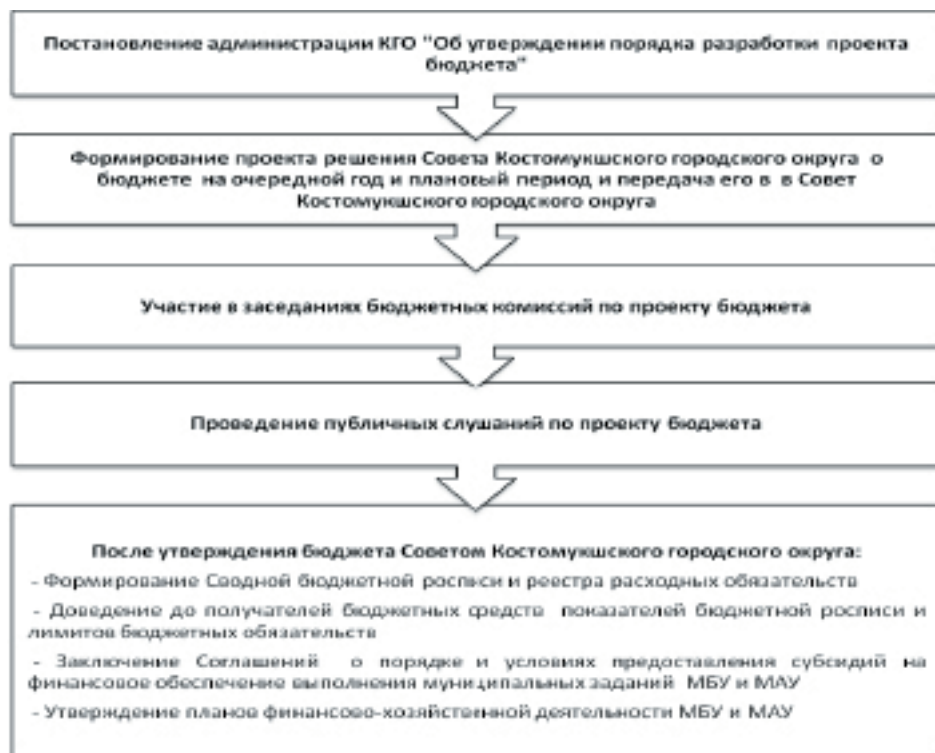 Постановление администрации КГО "Об утверждении порядка разработки проекта
бюджета"
Формирование проекта решения Совета Костомукшского городского округа о
бюджете на очередной год и плановый период и передача его в в Совет
Костомукшского городского округа
Участие в заседаниях бюджетных комиссий по проекту бюджета
Проведение публичных слушаний по проекту бюджета
После утверждения бюджета Советом Костомукшского городского округа:
- Формирование Сводной бюджетной росписи и реестра расходных обязательств
- Доведение до получателей бюджетных средств показателей бюджетной росписи и
лимитов бюджетных обязательств
- Заключение Соглашений о порядке и условиях предоставления субсидий на
финансовое обеспечение выполнения муниципальных заданий МБУ и МАУ
- Утверждение планов финансово-хозяйственной деятельности МБУ и МАУ